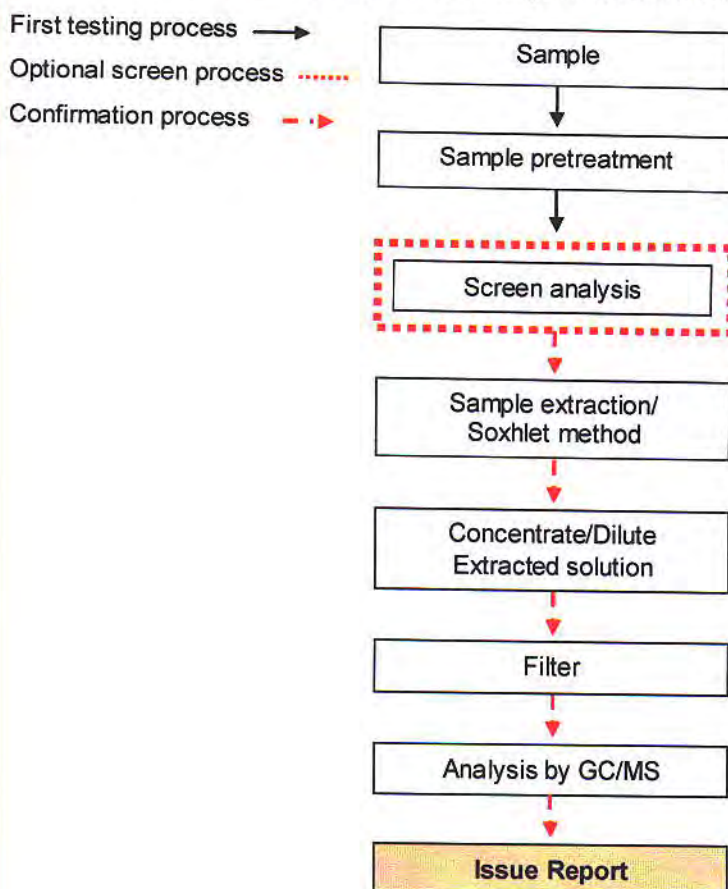 First testing process
Optional screen process
Confirmation process
Sample
Sample pretreatment
Screen analysis
Sample extraction/
Soxhlet method
Concentrate/Dilute
Extracted solution
Filter
Analysis by GC/MS
Issue Report